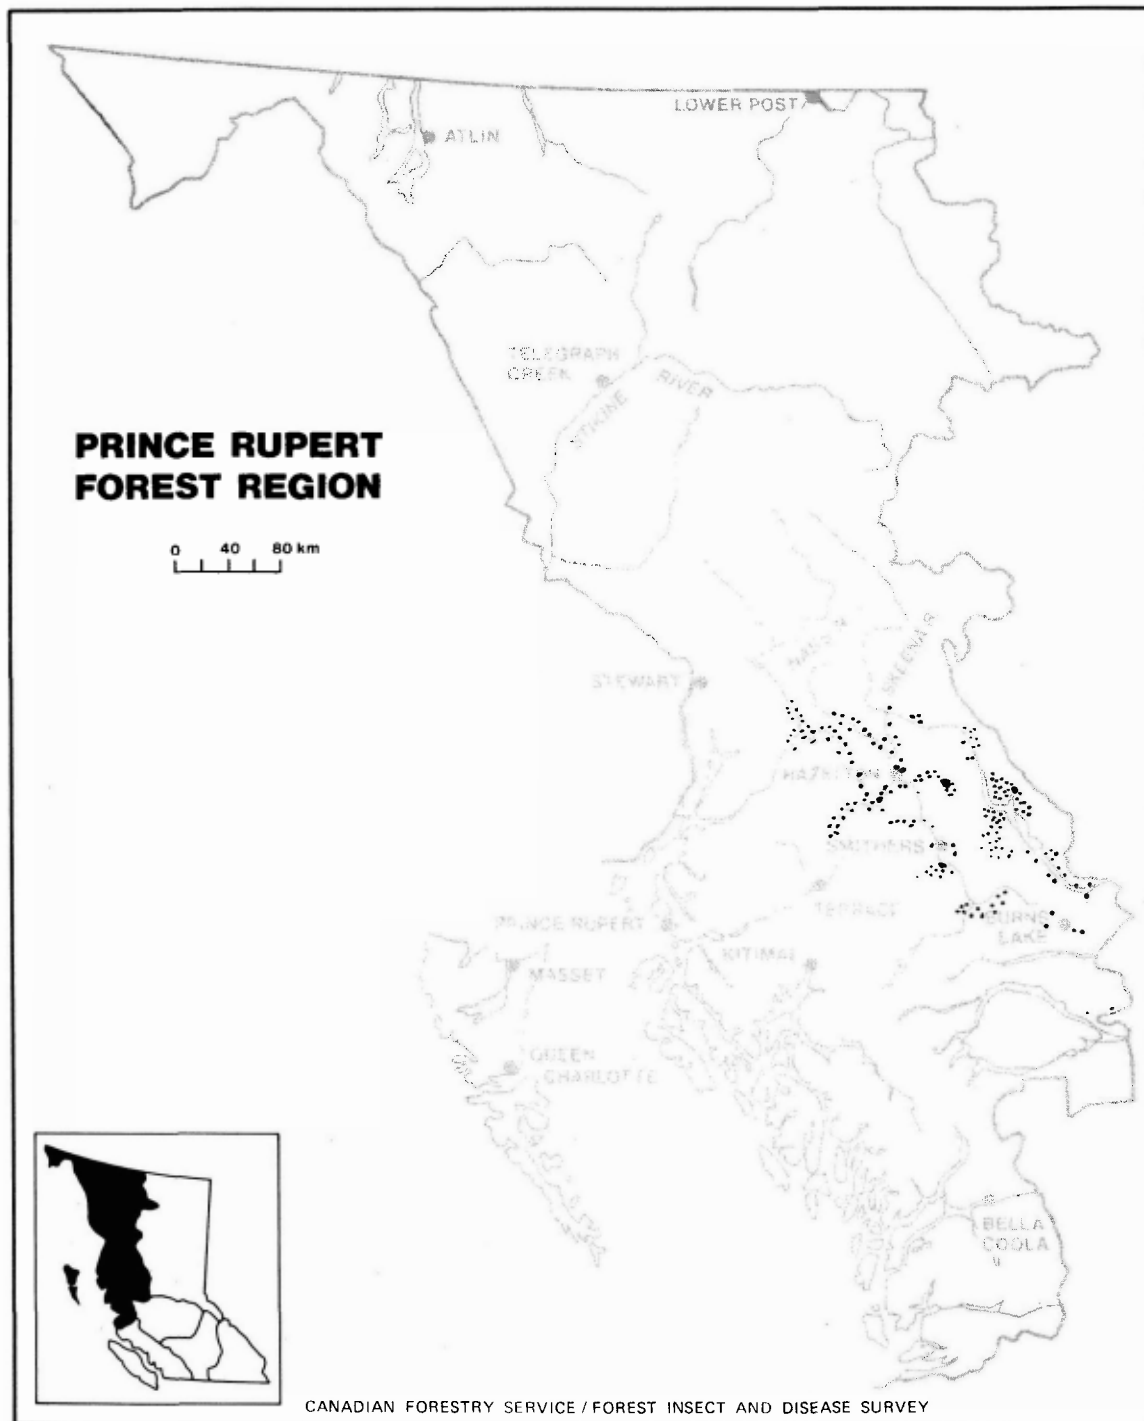 LOWER POST
ATLIN
TELEGRAPH
CREEK
STIKINE
RIVER
PRINCE RUPERT
FOREST REGION
0 40 80 km
NASS R
SKEENA R
STEWART
HAZELTON
SMITHERS
TERRACE
PRINCE RUPERT
BURNS
LAKE
KITIMAT
MASSET
QUEEN
CHARLOTTE
BELLA
COOLA
CANADIAN FORESTRY SERVICE / FOREST INSECT AND DISEASE SURVEY